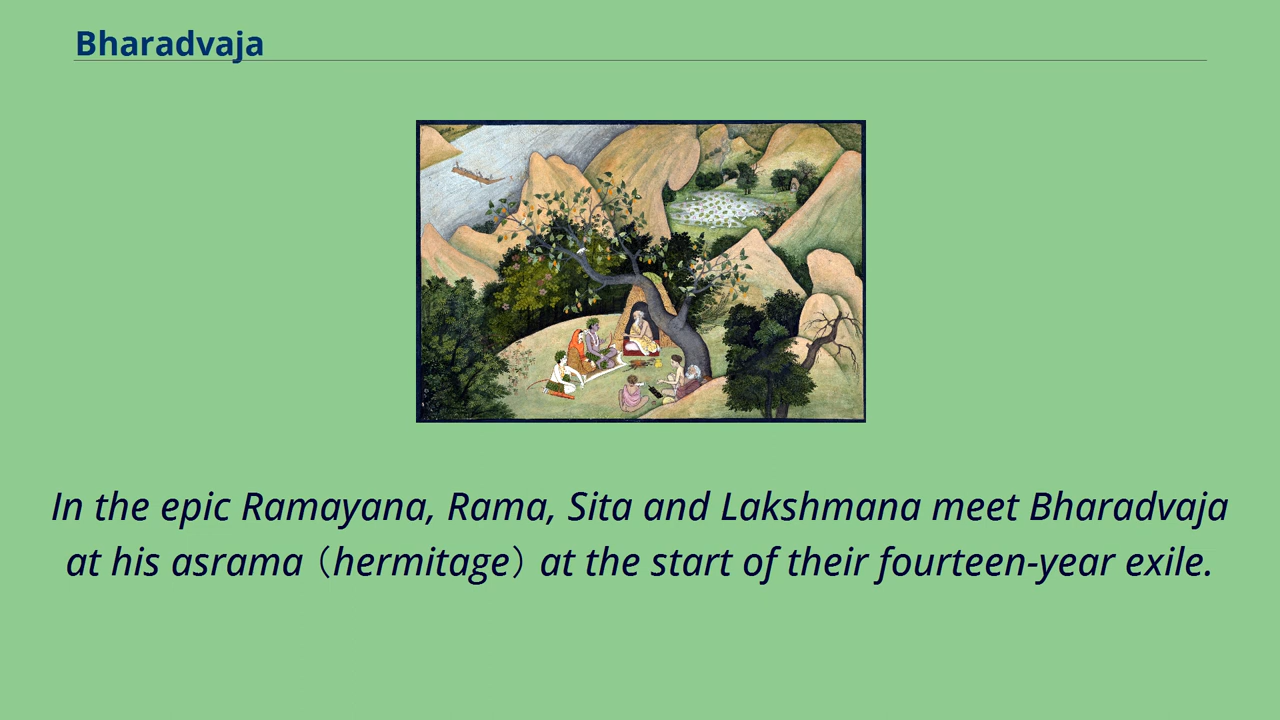 Bharadvaja
In the epic Ramayana, Rama, Sita and Lakshmana meet Bharadvaja
at his asrama （hermitage） at the start of their fourteen-year exile.